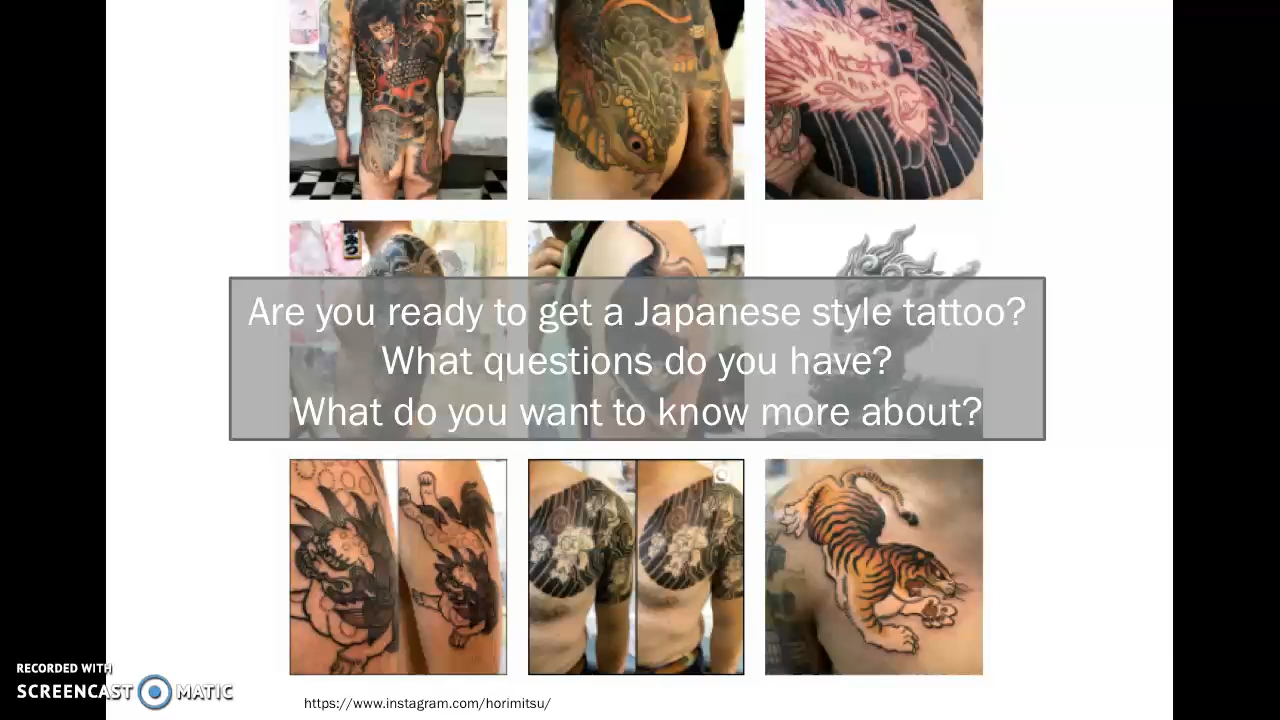 Are you ready to get a Japanese style tattoo?
What questions do you have?
What do you want to know more about?
RECORDED WITH
SCREENCAST MATIC
https://www.instagram.com/horimitsu/